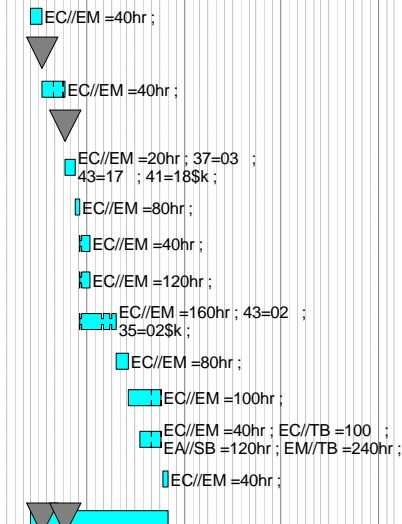 EC//EM =40hr ;
EC//EM =40hr ;
EC//EM =20hr ; 37=03 ;
43=17 ; 41=18$k ;
EC//EM =80hr ;
EC//EM =40hr ;
EC//EM =120hr ;
EC//EM =160hr ; 43=02 ;
35=02$k ;
EC//EM =80hr ;
EC//EM =100hr ;
EC//EM =40hr ; EC//TB =100 ;
EA//SB =120hr ; EM//TB =240hr ;
EC//EM =40hr ;